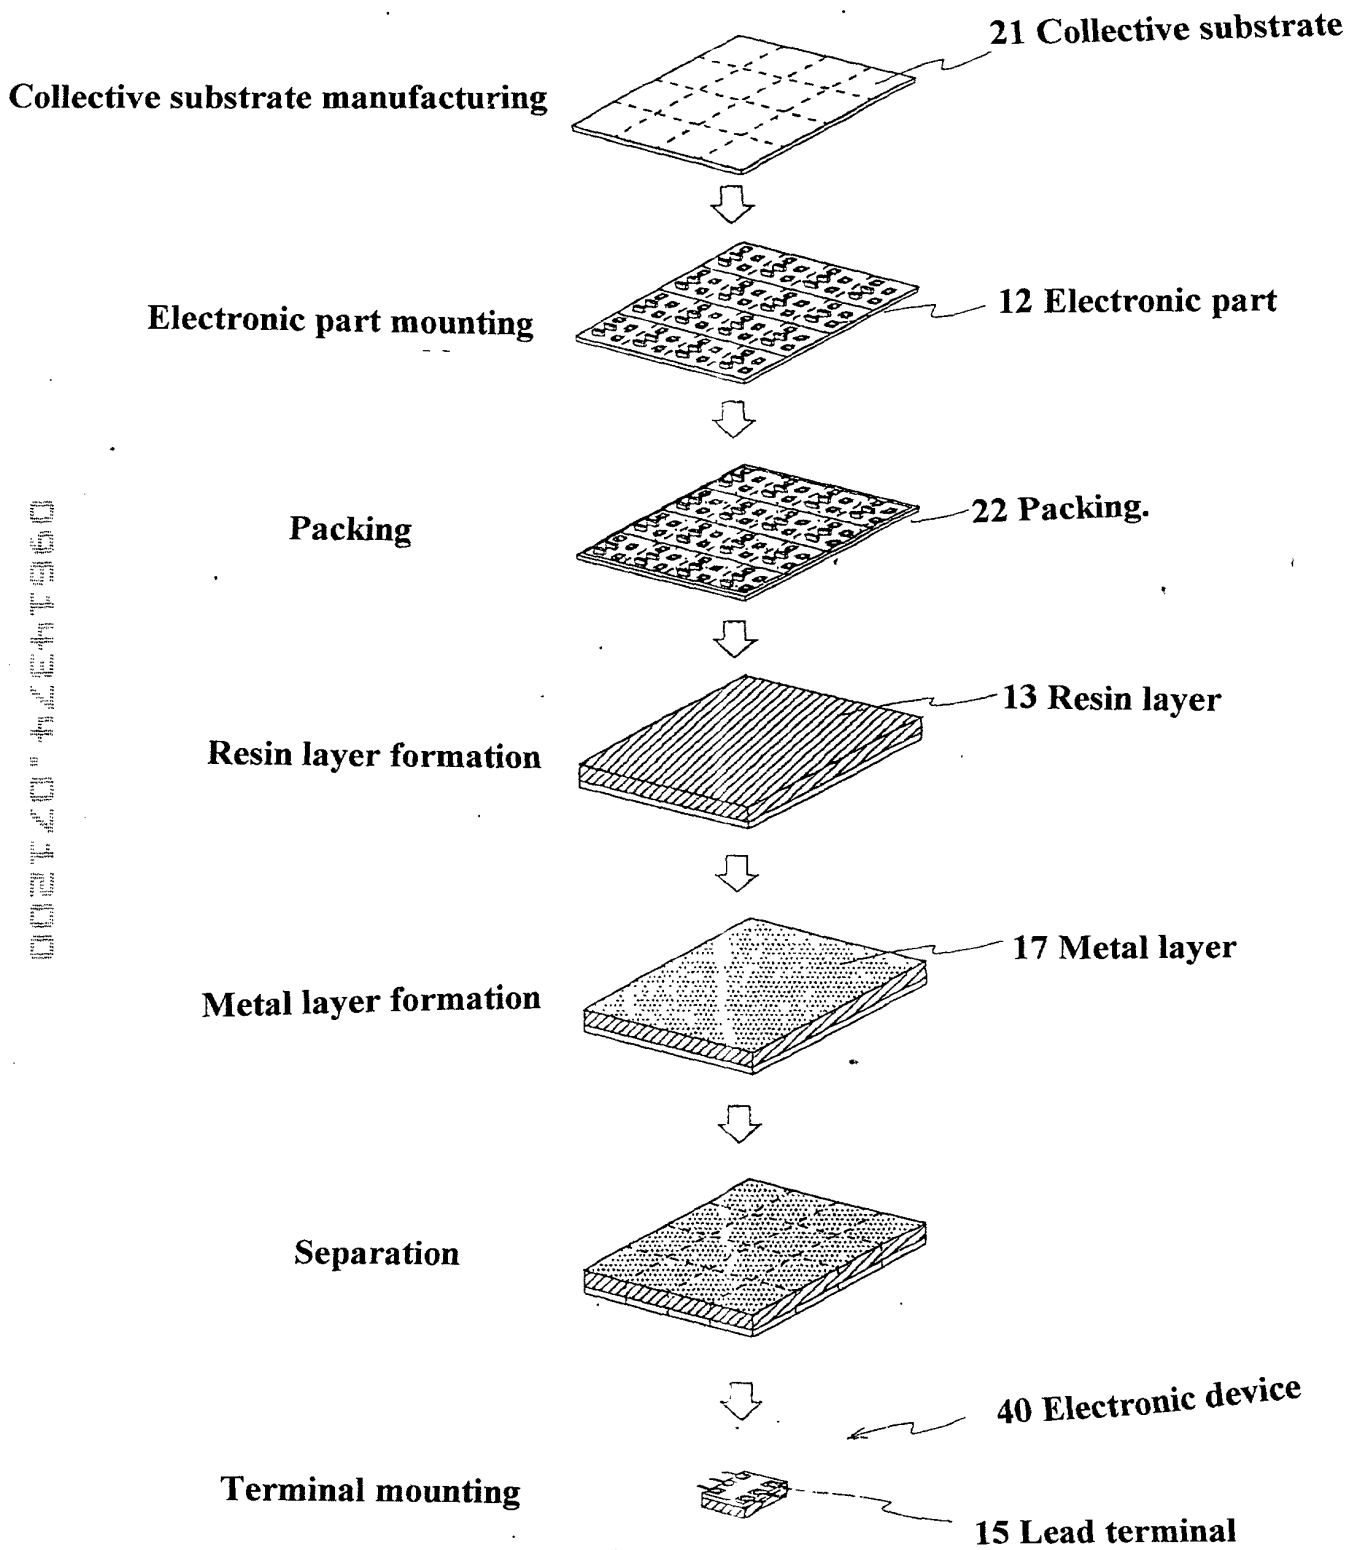 21 Collective substrate
Collective substrate manufacturing
12 Electronic part
Electronic part mounting
22 Packing.
Packing
13 Resin layer
Resin layer formation
17 Metal layer
Metal layer formation
Separation
40 Electronic device
Terminal mounting
15 Lead terminal